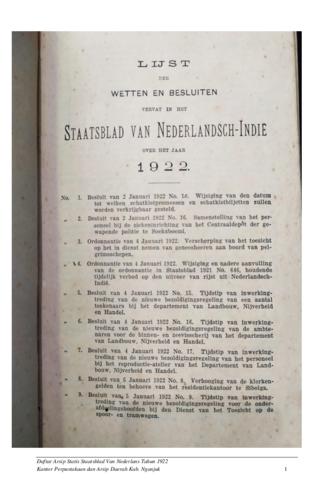 LIJST
DER
WETTEN EN BESLUITEN
VERVAT IN HET
STAATSBLAD VAN NEDERLANDSCH-INDIE
OVER HET JAAR
1922.
No. 1. Besluit van 2 Januari 1922 No. 1d. Wijziging van den datum
tot welken schatkistpromessen en schatkistbiljetten zullen
worden verkrijgbaar gesteld.
„ 2. Besluit van 2 Januari 1922 No. 36. Samenstelling van het per-
soneel bij de ziekeninrichting van het Centraaldepôt der ge-
wapende politie te Soekaboemi.
„ 3. Ordonnantie van 4 Januari 1922. Verscherping van het toezicht
op het in dienst nemen van geneesheeren aan boord van pel-
grimsschepen.
„ 4. Ordonnantie van 4 Januari 1922. Wijziging en nadere aanvulling
van de ordonnantie in Staatsblad 1921 No. 646, houdende
tijdelijk verbod op den uitvoer van rijst uit Nederlandsch-
Indië.
„ 5. Besluit van 4 Januari 1922 No. 15. Tijdstip van inwerking-
treding van de nieuwe bezoldigingsregeling van een aantal
teekenaars bij het departement van Landbouw, Nijverheid
en Handel.
„ 6. Besluit van 4 Januari 1922 No. 16. Tijdstip van inwerking-
treding van de nieuwe bezoldigingsregeling van de ambte-
naren voor de binnen- en zeevisscherij van het departement
van Landbouw, Nijverheid en Handel.
„ 7. Besluit van 4 Januari 1922 No. 17. Tijdstip van inwerking-
treding van de nieuwe bezoldigingsregeling van het personeel
bij het reproductie-atelier van het Departement van Land-
bouw, Nijverheid en Handel.
„ 8. Besluit van 5 Januari 1922 No. 8. Verhooging van de klerken-
gelden ten behoeve van het residentiekantoor te Sibolga.
„ 9. Besluit van 5 Januari 1922 No. 9. Tijdstip van inwerking-
treding van de nieuwe bezoldigingsregeling voor de onder-
afdeelingshoofden bij den Dienst van het Toezicht op de
spoor- en tramwegen.
Daftar Arsip Statis Staatsblad Van Nederlans Tahun 1922
Kantor Perpustakaan dan Arsip Daerah Kab. Nganjuk 1